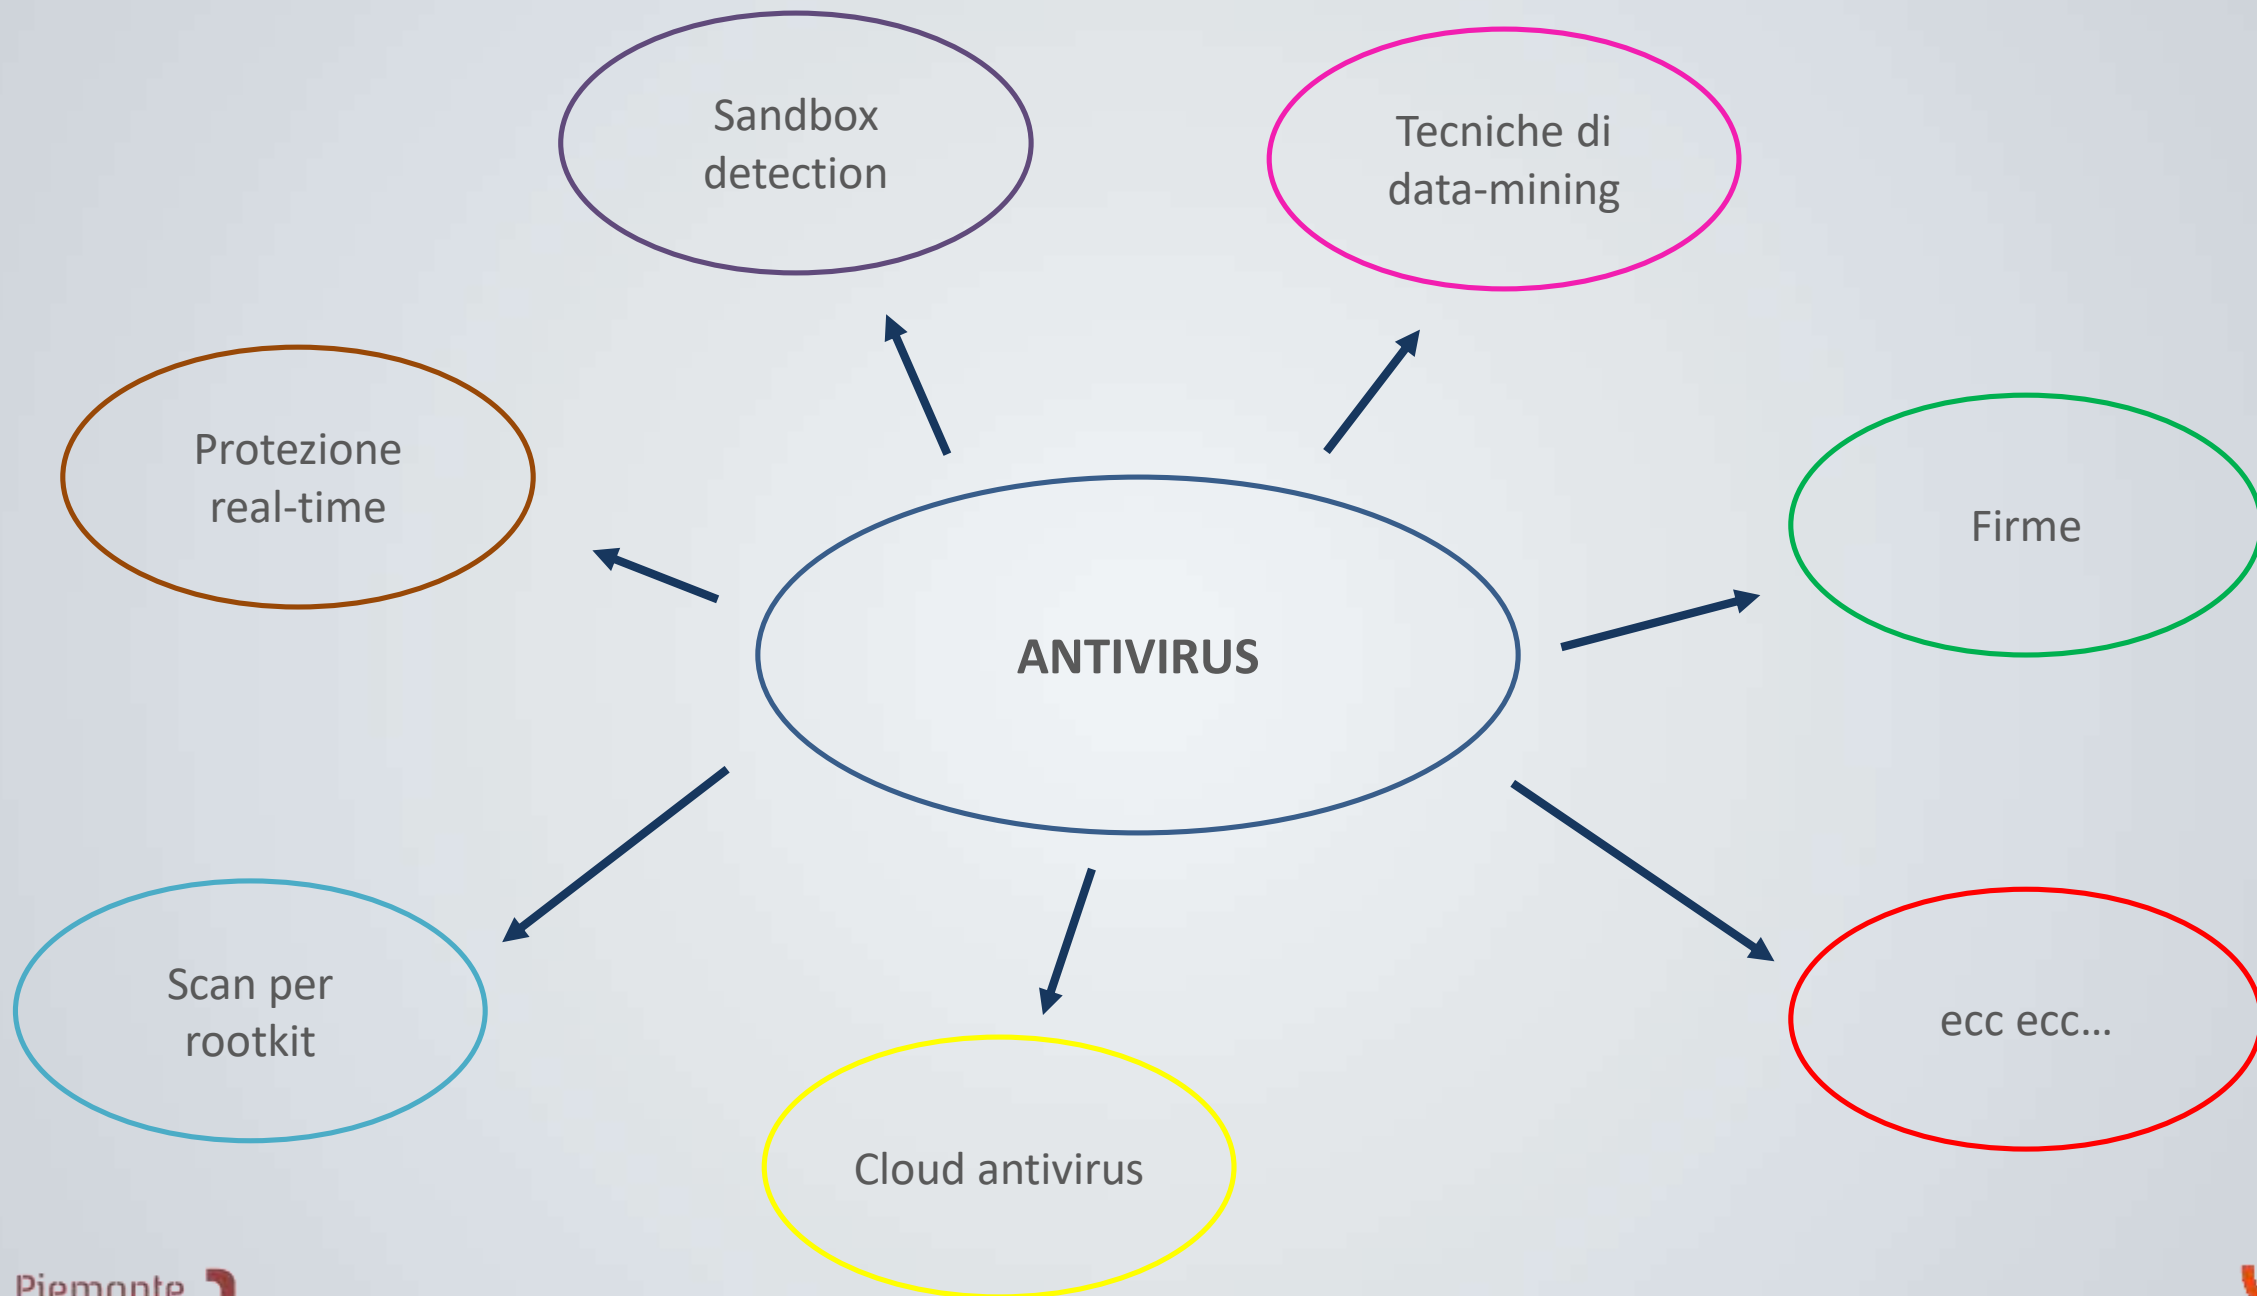 Sandbox
detection
Tecniche di
data-mining
Protezione
real-time
Firme
ANTIVIRUS
Scan per
rootkit
ecc ecc...
Cloud antivirus
Piemonte